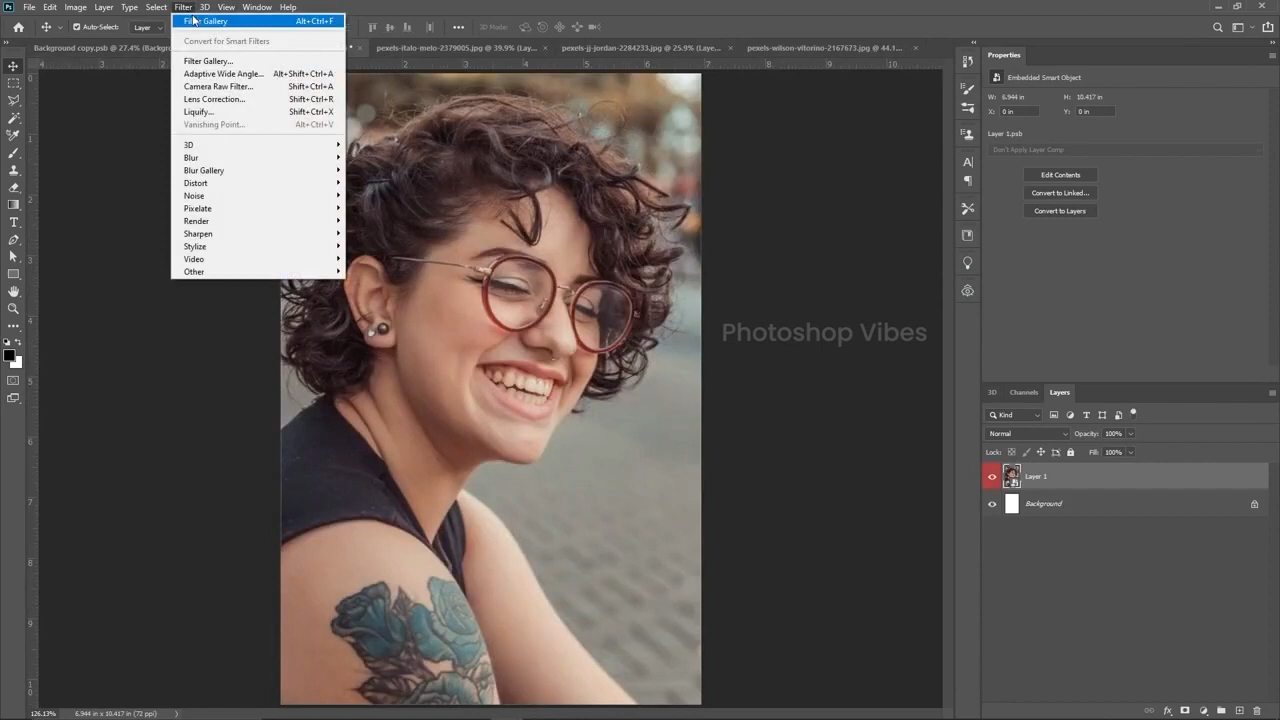 File Edit Image Layer Type Select Filter 3D View Window Help
Auto-Select: Layer 3D Mode:
Background copy.psb @ 27.4% (Backg
pexels-italo-melo-2379005.jpg @ 39.9% (Lay...
pexels-jj-jordan-2284233.jpg @ 25.9% (Laye...
pexels-wilson-vitorino-2167673.jpg @ 44.1...
Filter Gallery Alt+Ctrl+F
Convert for Smart Filters
Filter Gallery...
Adaptive Wide Angle... Alt+Shift+Ctrl+A
Camera Raw Filter... Shift+Ctrl+A
Lens Correction... Shift+Ctrl+R
Liquify... Shift+Ctrl+X
Vanishing Point... Alt+Ctrl+V
3D
Blur
Blur Gallery
Distort
Noise
Pixelate
Render
Sharpen
Stylize
Video
Other
Photoshop Vibes
Properties
Embedded Smart Object
W: 6.944 in H: 10.417 in
X: 0 in Y: 0 in
Layer 1.psb
Don't Apply Layer Comp
Edit Contents
Convert to Linked...
Convert to Layers
3D Channels Layers
Kind
Normal Opacity: 100%
Lock: Fill: 100%
Layer 1
Background
126.13% 6.944 in x 10.417 in (72 ppi)